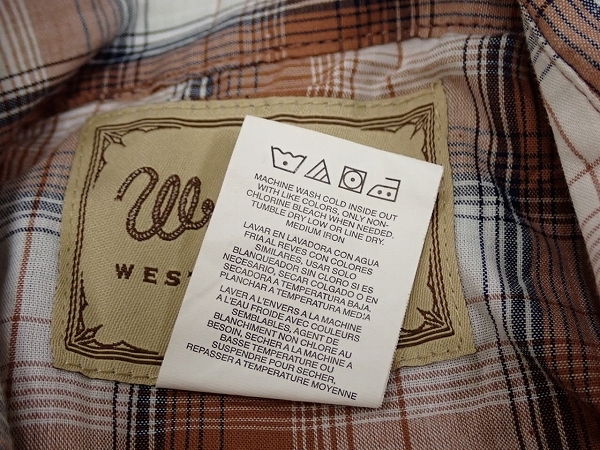 W
WES
MACHINE WASH COLD INSIDE OUT
WITH LIKE COLORS, ONLY NON-
CHLORINE BLEACH WHEN NEEDED.
TUMBLE DRY LOW OR LINE DRY.
MEDIUM IRON
LAVAR EN LAVADORA CON AGUA
FRIA AL REVES CON COLORES
SIMILARES, USAR SOLO
BLANQUEADOR SIN CLORO SI ES
NECESARIO, SECAR COLGADO O EN
SECADORA A TEMPERATURA BAJA,
PLANCHAR A TEMPERATURA MEDIA
LAVER A L'ENVERS A LA MACHINE
A L'EAU FROIDE AVEC COULEURS
SEMBLABLES, AGENT DE
BLANCHIMENT NON CHLORE AU
BESOIN, SECHER A LA MACHINE A
BASSE TEMPERATURE OU
SUSPENDRE POUR SECHER,
REPASSER A TEMPERATURE MOYENNE